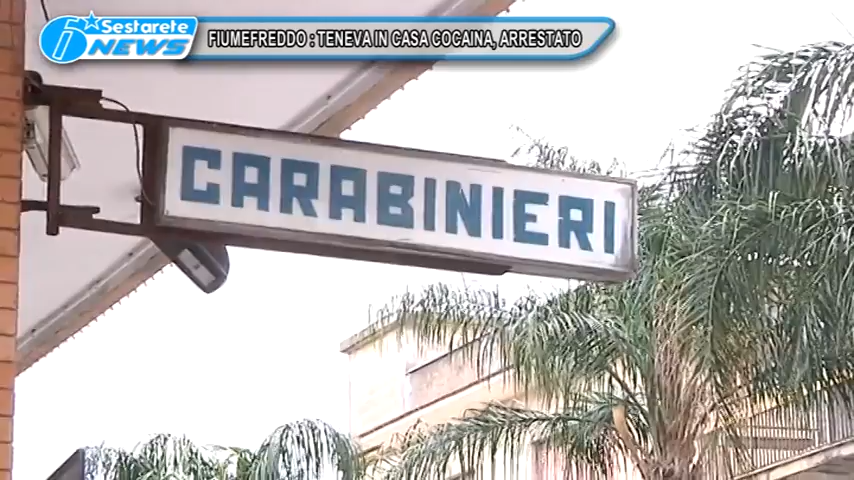 6 Sestarete
NEWS
FIUMEFREDDO : TENEVA IN CASA COCAINA, ARRESTATO
CARABINIERI